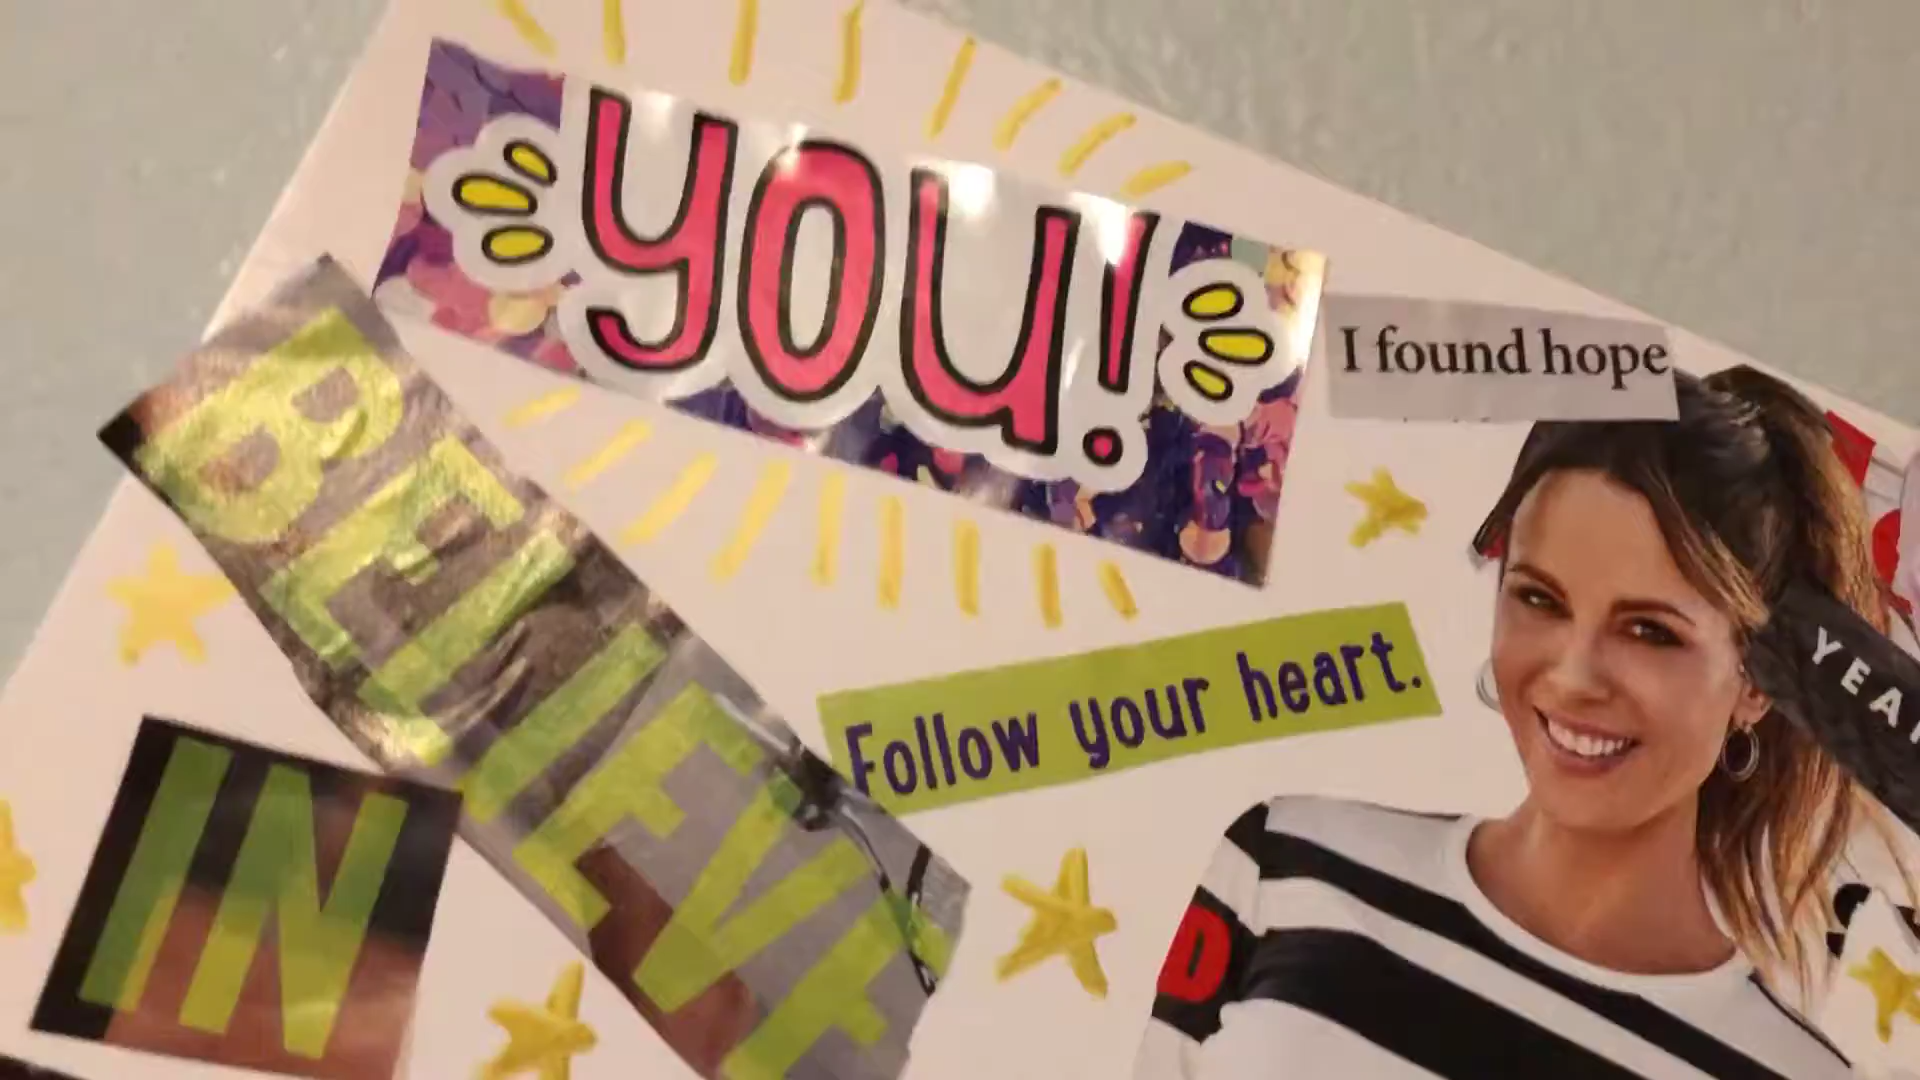 YOU!
I found hope
BELIEVE
Follow your heart.
IN
D